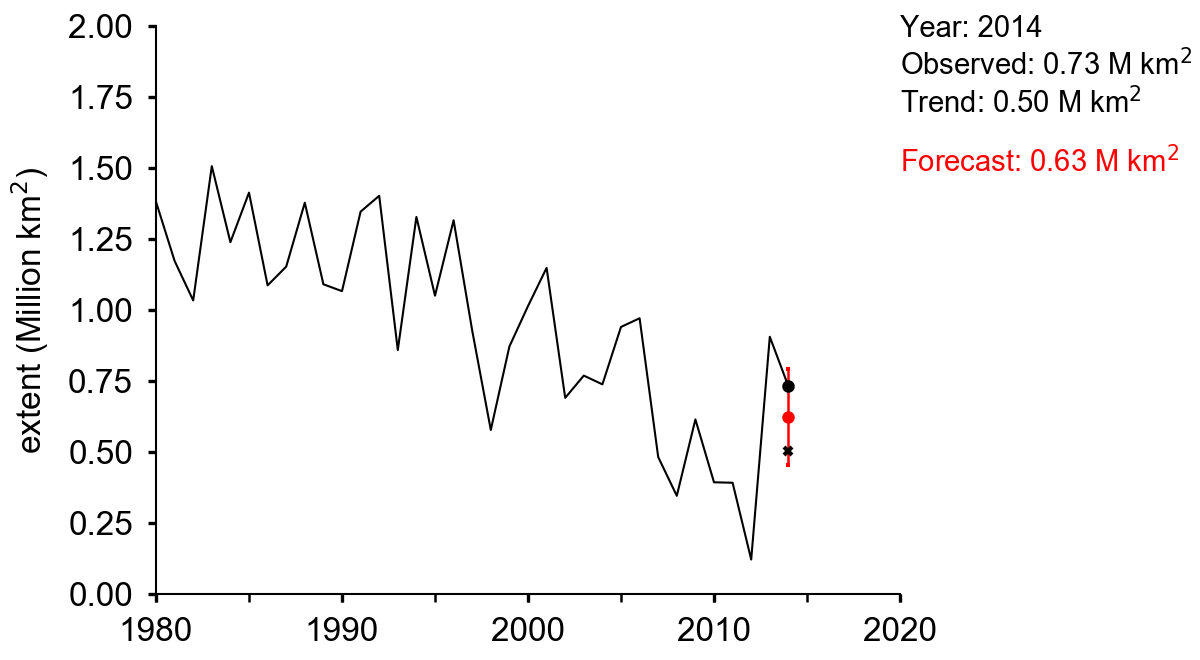 2.00
1.75
1.50
1.25
1.00
0.75
0.50
0.25
0.00
extent (Million km²)
1980
1990
2000
2010
2020
Year: 2014
Observed: 0.73 M km²
Trend: 0.50 M km²
Forecast: 0.63 M km²